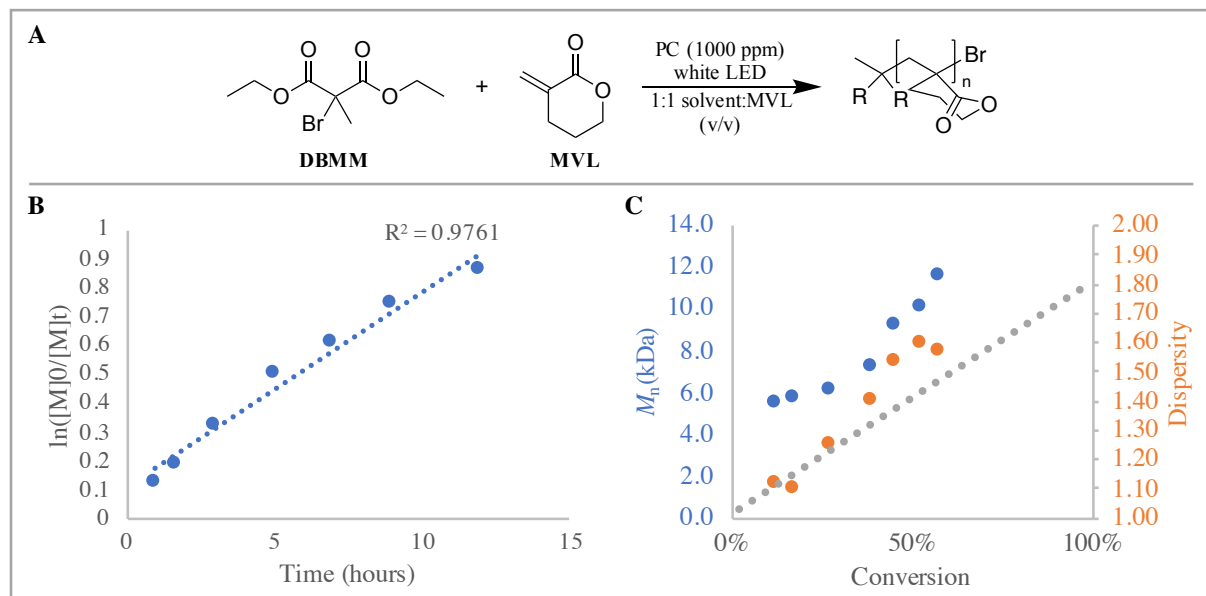 A
O O
O O
Br
DBMM
+
O
O
MVL
PC (1000 ppm)
white LED
1:1 solvent:MVL
(v/v)
Br
n
R R
O
O
B
R² = 0.9761
ln([M]0/[M]t)
1
0.9
0.8
0.7
0.6
0.5
0.4
0.3
0.2
0.1
0
0 5 10 15
Time (hours)
C
Mn (kDa)
14.0
12.0
10.0
8.0
6.0
4.0
2.0
0.0
0% 50% 100%
Conversion
2.00
1.90
1.80
1.70
1.60
1.50
1.40
1.30
1.20
1.10
1.00
Dispersity